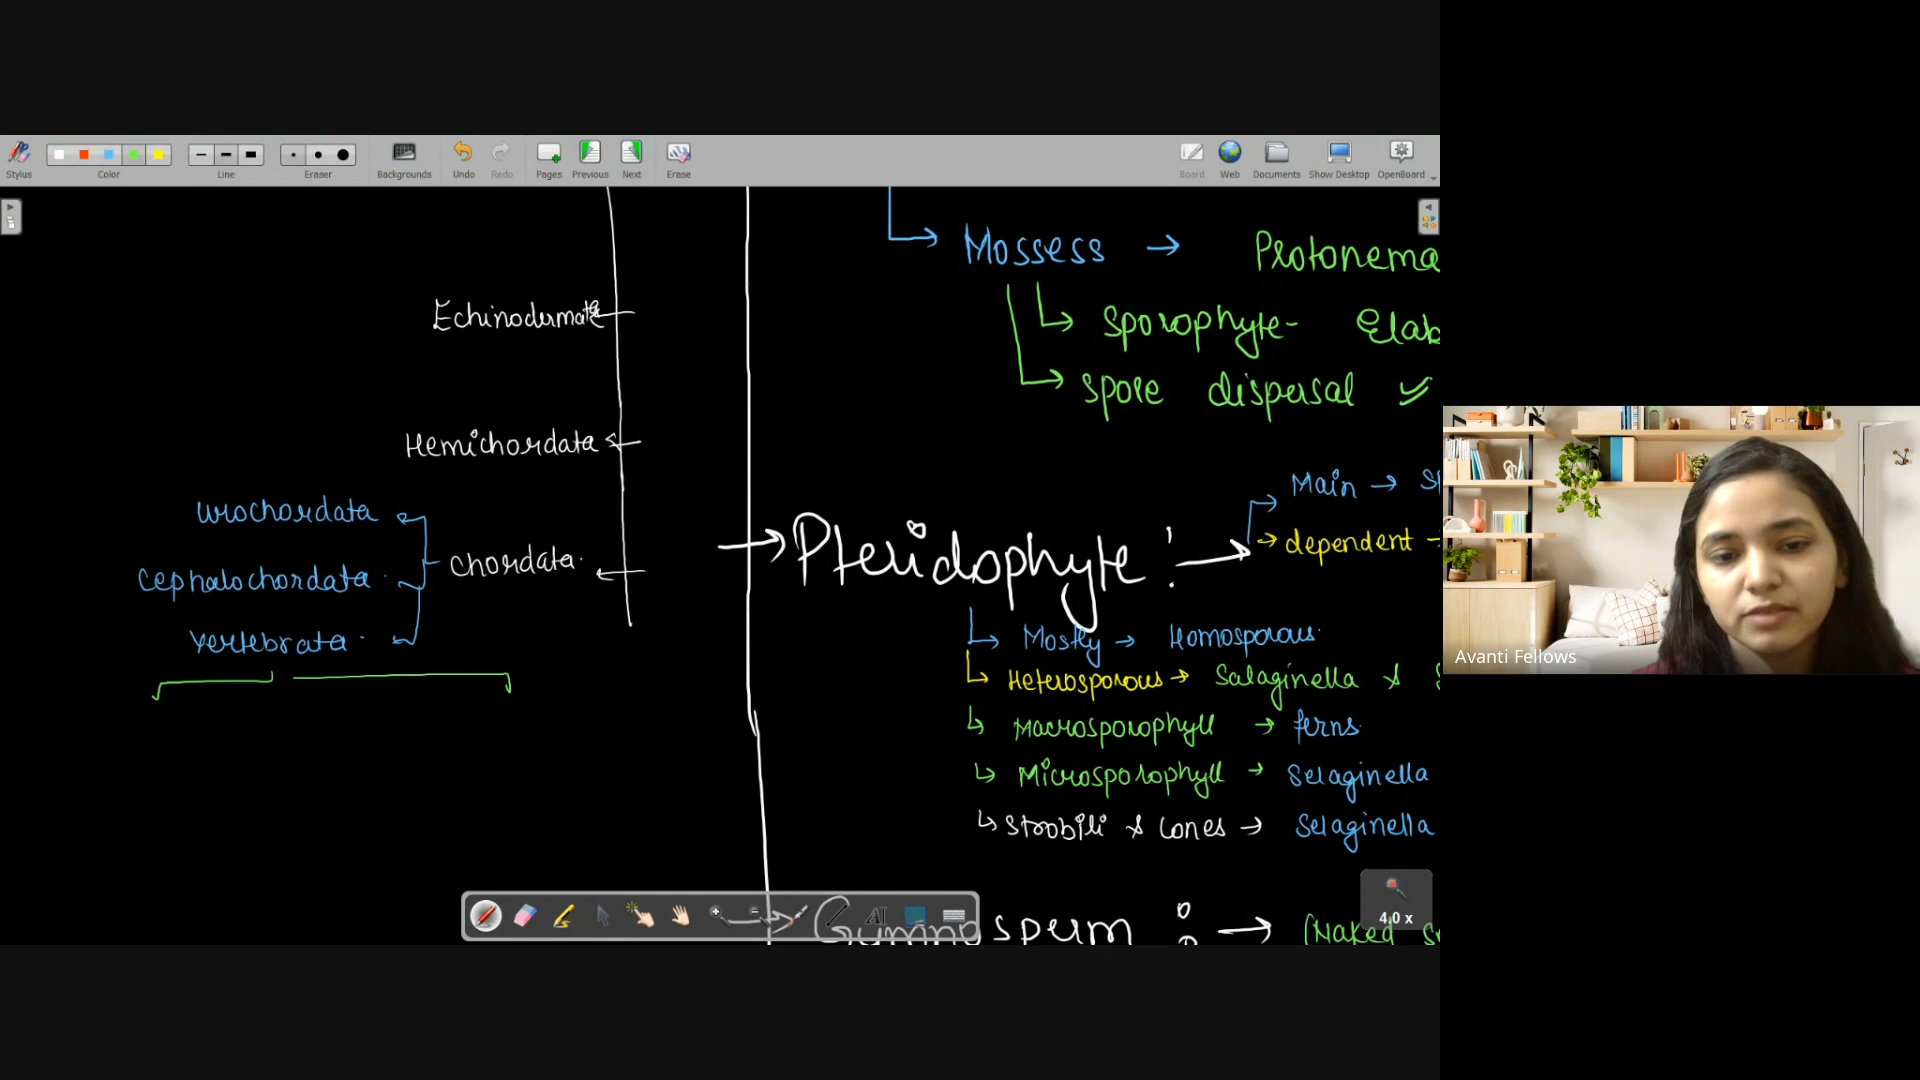 Stylus Color Line Eraser Backgrounds Undo Redo Pages Previous Next Erase Board Web Documents Show Desktop OpenBoard
Echinodermata
Hemichordata
Urochordata
Cephalochordata
Vertebrata
Chordata
Mossess → Protonema
Sporophyte- Elab
Spore dispersal
Pteridophyte : →
Main →
dependent
Mostly → Homosporous
Heterosporous → Salaginella &
Macrosporophyll → ferns
Microsporophyll → Selaginella
Strobili & Cones → Selaginella
Gymnosperm : → (Naked
4.0 x
Avanti Fellows